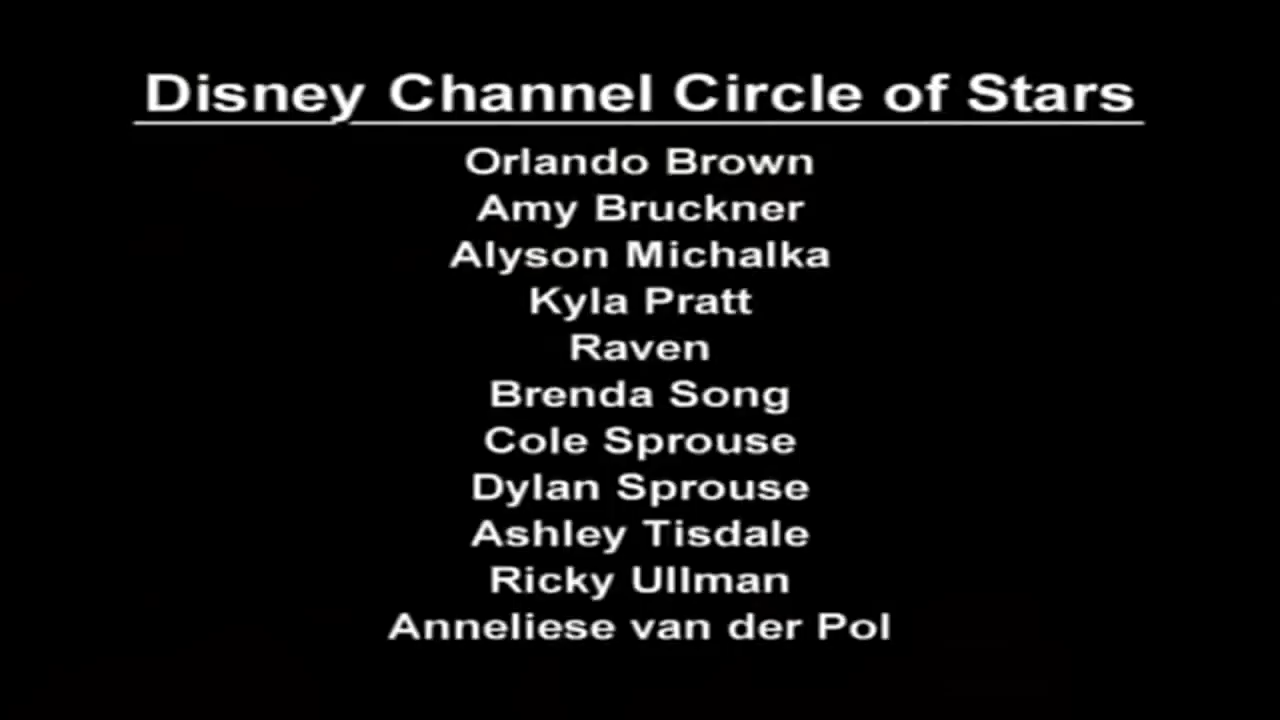 Disney Channel Circle of Stars
Orlando Brown
Amy Bruckner
Alyson Michalka
Kyla Pratt
Raven
Brenda Song
Cole Sprouse
Dylan Sprouse
Ashley Tisdale
Ricky Ullman
Anneliese van der Pol